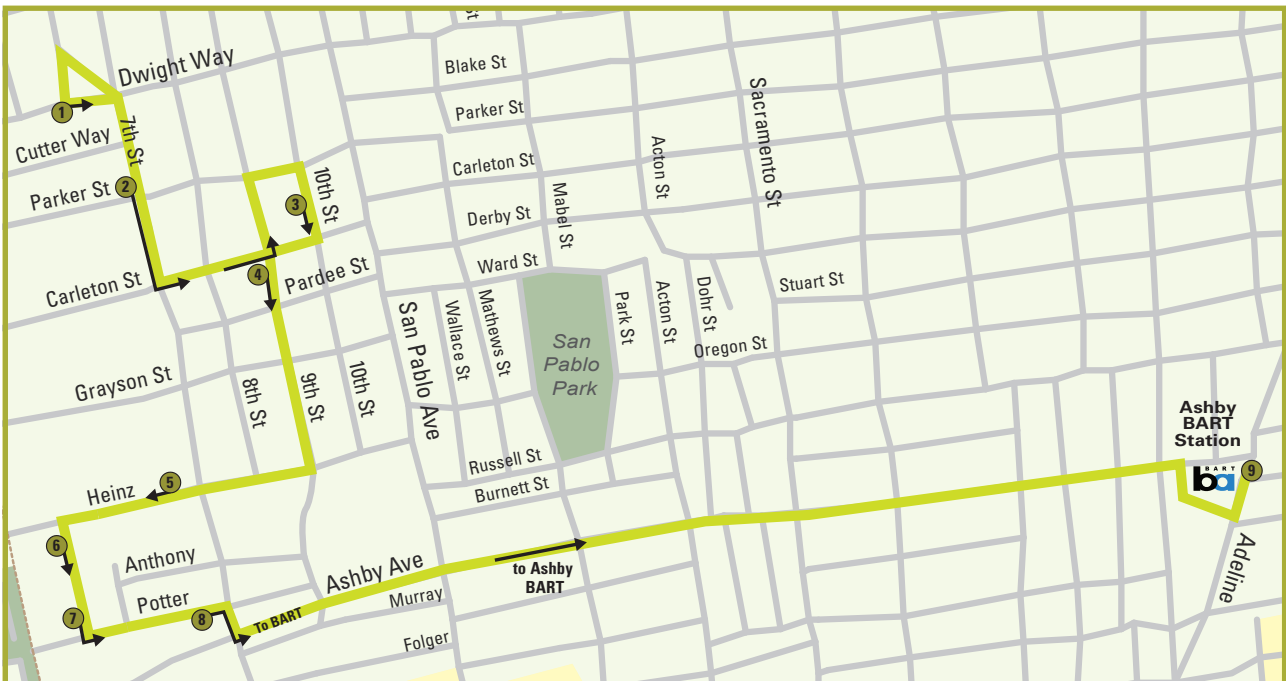 St
Dwight Way
Blake St
1
Parker St
Cutter Way
7th St
Sacramento St
Acton St
Carleton St
Parker St
2
10th St
3
Mabel St
Derby St
4
Pardee St
Ward St
Carleton St
Stuart St
Dohr St
Park St
Acton St
San Pablo Ave
Wallace St
Mathews St
San
Pablo
Park
Oregon St
Grayson St
8th St
9th St
10th St
Ashby
BART
Station
BART
ba
9
Russell St
Burnett St
Heinz
5
6
Anthony
Ashby Ave
to Ashby
BART
Adeline
Potter
Murray
7
8
To BART
Folger